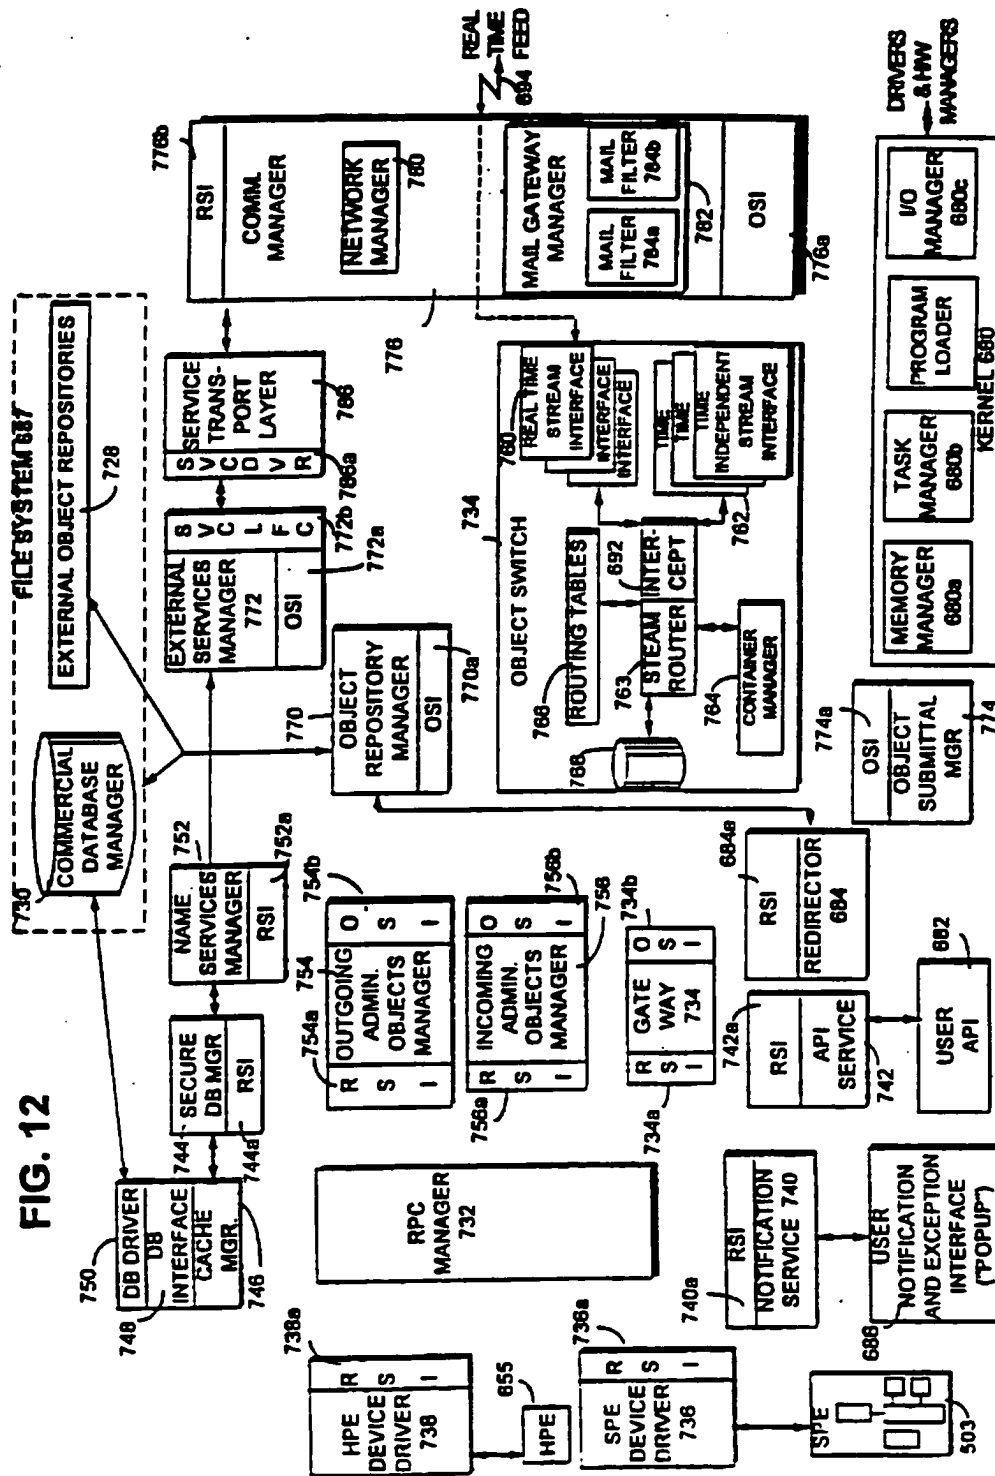 FIG. 12
750
DB DRIVER
DB
INTERFACE
CACHE
MGR.
748
746
744
SECURE
DB MGR
RSI
744a
NAME
SERVICES
MANAGER
RSI
752
752a
730
COMMERCIAL
DATABASE
MANAGER
FILE SYSTEM 687
EXTERNAL OBJECT REPOSITORIES
728
EXTERNAL
SERVICES
MANAGER
772
OSI
S
V
C
I
F
C
772b
772a
S
V
C
D
V
R
SERVICE
TRANS-
PORT
LAYER
786
786a
776b
RSI
COMM.
MANAGER
NETWORK
MANAGER
780
776
REAL
TIME
FEED
694
MAIL GATEWAY
MANAGER
MAIL
FILTER
784a
MAIL
FILTER
784b
782
OSI
776a
770
OBJECT
REPOSITORY
MANAGER
OSI
770a
754a
754
754b
R
S
I
OUTGOING
ADMIN.
OBJECTS
MANAGER
O
S
I
756a
756
756b
R
S
I
INCOMING
ADMIN.
OBJECTS
MANAGER
O
S
I
RPC
MANAGER
732
734a
734b
R
S
I
GATE
WAY
734
O
S
I
734
OBJECT SWITCH
766
ROUTING TABLES
763
STEAM
ROUTER
692
INTER-
CEPT
764
CONTAINER
MANAGER
768
760
REAL TIME
STREAM
INTERFACE
INTERFACE
INTERFACE
TIME
TIME
TIME
INDEPENDENT
STREAM
INTERFACE
762
738a
R
S
I
HPE
DEVICE
DRIVER
738
655
HPE
736a
R
S
I
SPE
DEVICE
DRIVER
736
SPE
503
740a
RSI
NOTIFICATION
SERVICE 740
686
USER
NOTIFICATION
AND EXCEPTION
INTERFACE
("POPUP")
742a
RSI
API
SERVICE
742
USER
API
682
684a
RSI
REDIRECTOR
684
774a
OSI
OBJECT
SUBMITTAL
MGR
774
MEMORY
MANAGER
680a
TASK
MANAGER
680b
PROGRAM
LOADER
I/O
MANAGER
680c
KERNEL 680
DRIVERS
& H/W
MANAGERS